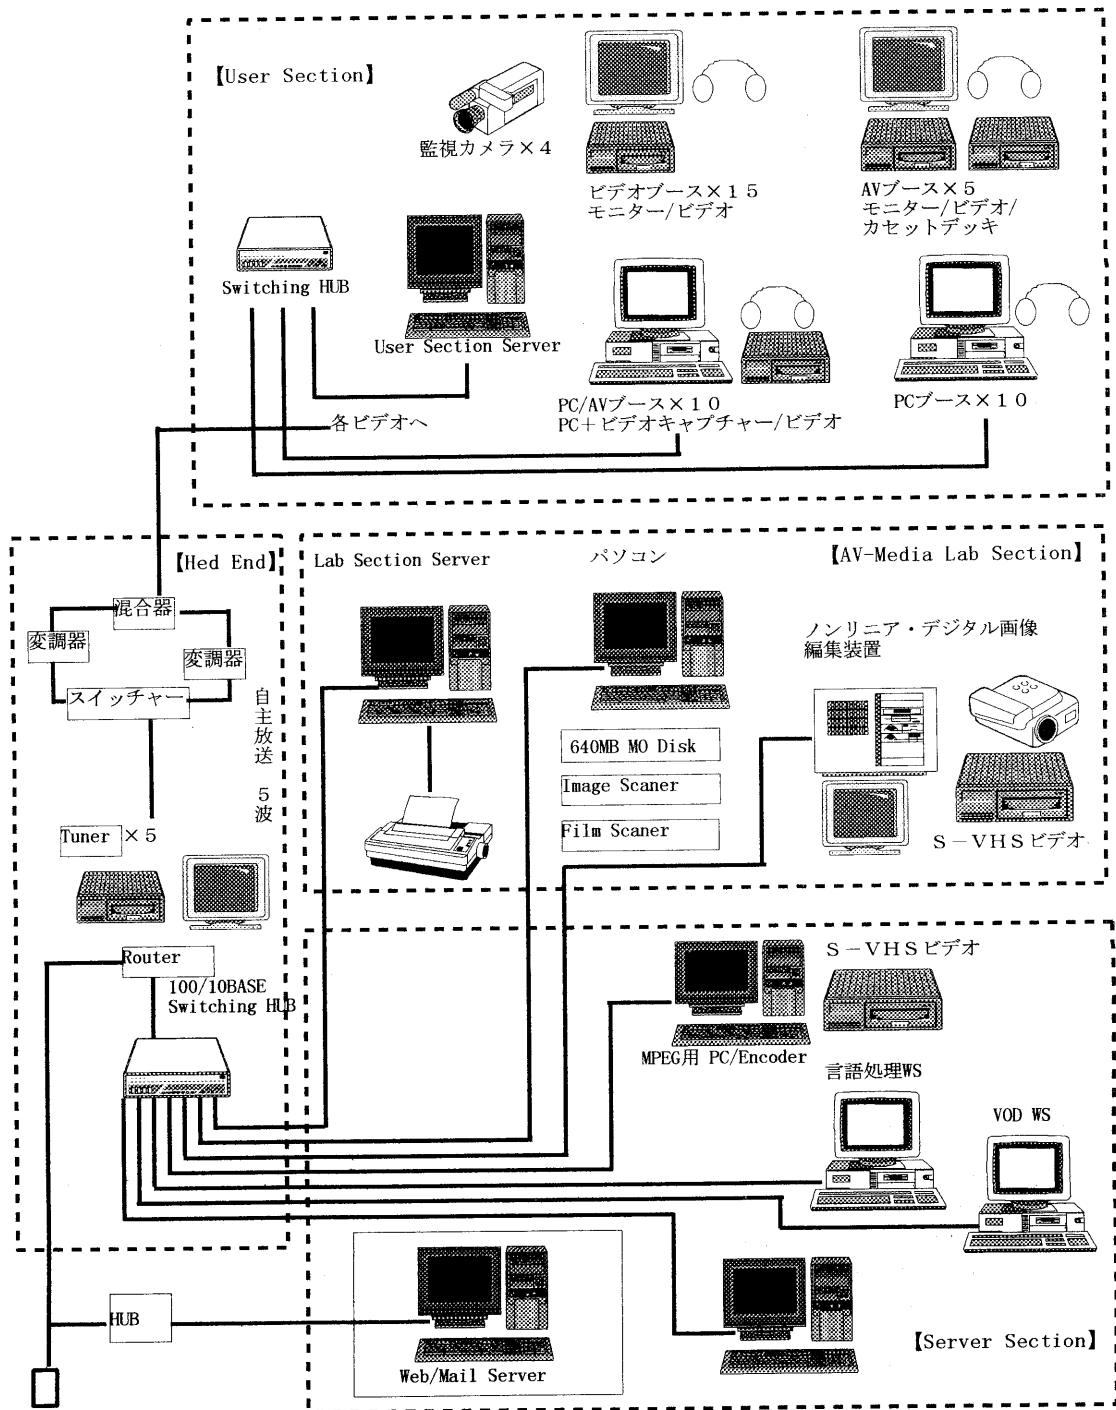 【User Section】
監視カメラ×４
ビデオブース×１５
モニター/ビデオ
AVブース×５
モニター/ビデオ/
カセットデッキ
Switching HUB
User Section Server
PC/AVブース×１０
PC＋ビデオキャプチャー/ビデオ
PCブース×１０
各ビデオへ
【Hed End】
混合器
変調器
変調器
スイッチャー
自主放送　５波
Tuner ×５
Router
100/10BASE
Switching HUB
Lab Section Server
パソコン
【AV-Media Lab Section】
ノンリニア・デジタル画像
編集装置
640MB MO Disk
Image Scaner
Film Scaner
Ｓ－ＶＨＳビデオ
Ｓ－ＶＨＳビデオ
MPEG用 PC/Encoder
言語処理WS
VOD WS
HUB
Web/Mail Server
【Server Section】